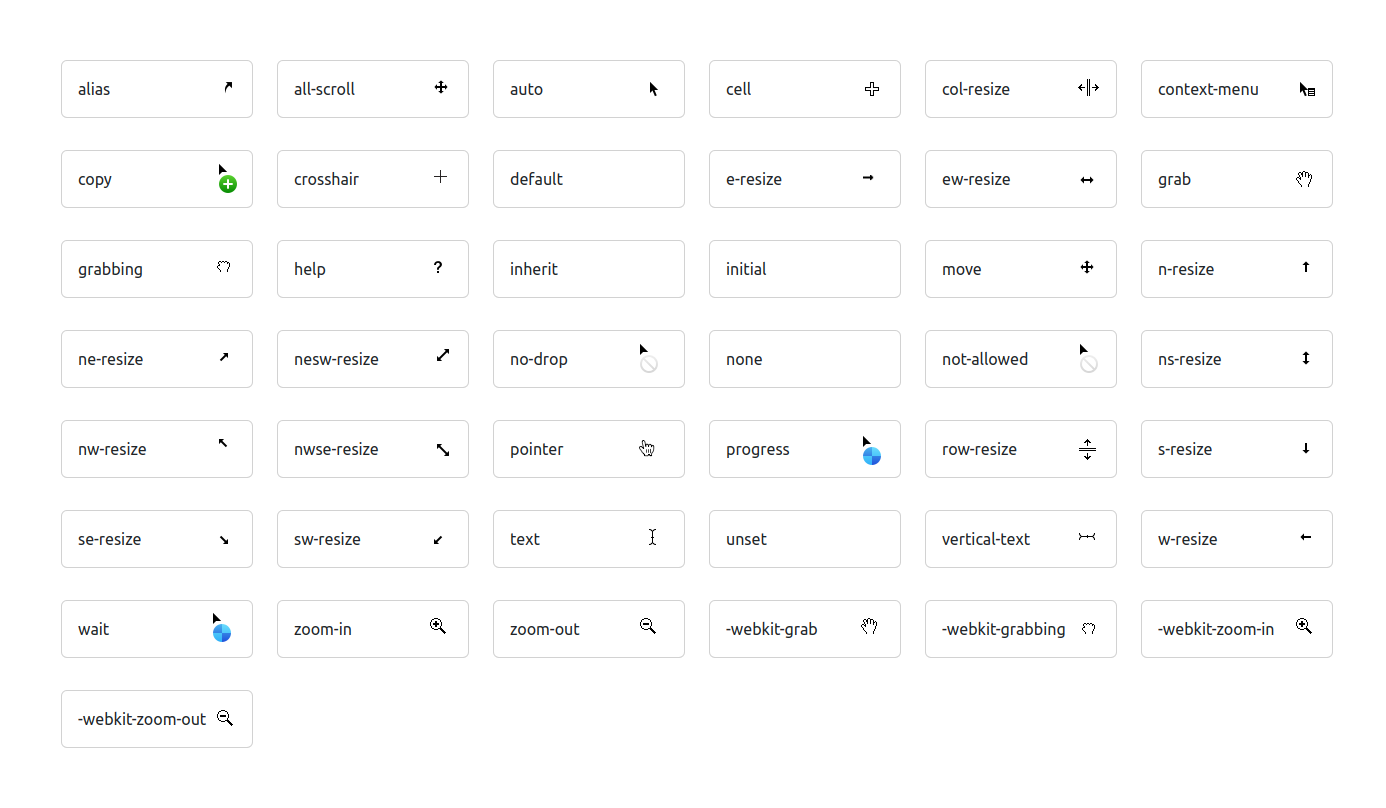 alias
all-scroll
auto
cell
col-resize
context-menu
copy
crosshair
default
e-resize
ew-resize
grab
grabbing
help
inherit
initial
move
n-resize
ne-resize
nesw-resize
no-drop
none
not-allowed
ns-resize
nw-resize
nwse-resize
pointer
progress
row-resize
s-resize
se-resize
sw-resize
text
unset
vertical-text
w-resize
wait
zoom-in
zoom-out
-webkit-grab
-webkit-grabbing
-webkit-zoom-in
-webkit-zoom-out